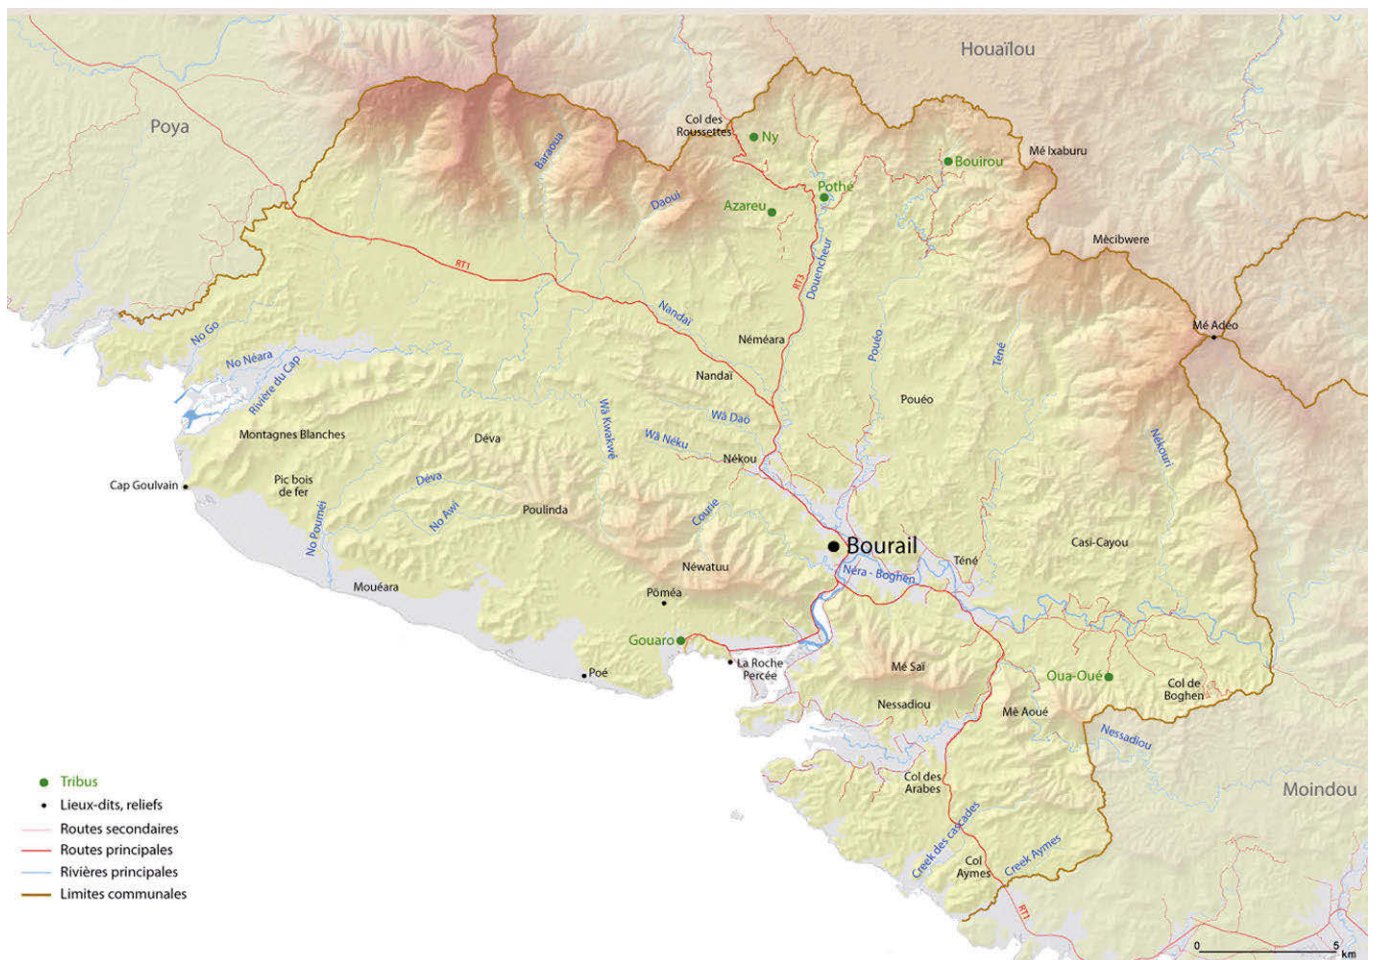 Houaïlou
Poya
Col des
Roussettes
Ny
Baraoua
Mé Ixaburu
Bouirou
Pothé
Daoui
Azareu
Mècibwere
Douencheur
RT1
RT3
Nandaï
Mé Adéo
No Go
Néméara
Pouéo
Téné
No Néara
Rivière du Cap
Nandaï
Pouéo
Wâ Kwakwè
Wâ Dao
Montagnes Blanches
Déva
Wâ Néku
Nékouri
Nékou
Cap Goulvain
Pic bois
de fer
Déva
No Awi
Poulinda
Courie
No Pouméi
Bourail
Casi-Cayou
Téné
Néwatuu
Néra - Boghen
Mouéara
Pöméa
Gouaro
La Roche
Percée
Poé
Mé Saï
Oua-Oué
Col de
Boghen
Nessadiou
Mè Aoué
Nessadiou
Col des
Arabes
Moindou
Creek des cascades
Creek Aymes
Col
Aymes
RT1
Tribus
Lieux-dits, reliefs
Routes secondaires
Routes principales
Rivières principales
Limites communales
0 5
km